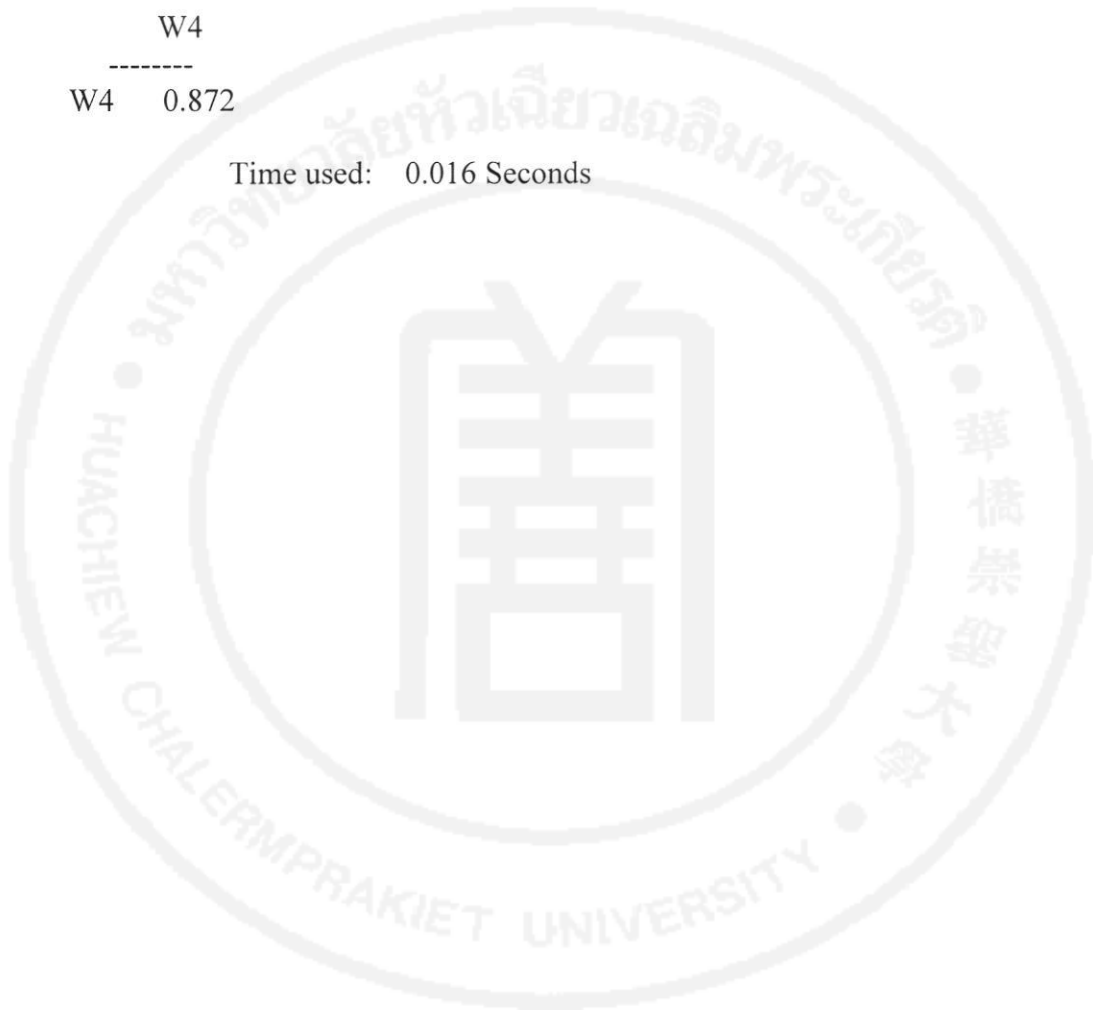 W4
--------
W4 0.872
Time used: 0.016 Seconds
มหาวิทยาลัยหัวเฉียวเฉลิมพระเกียรติ
HUACHIEW CHALERMPRAKIET UNIVERSITY
華僑崇聖大學